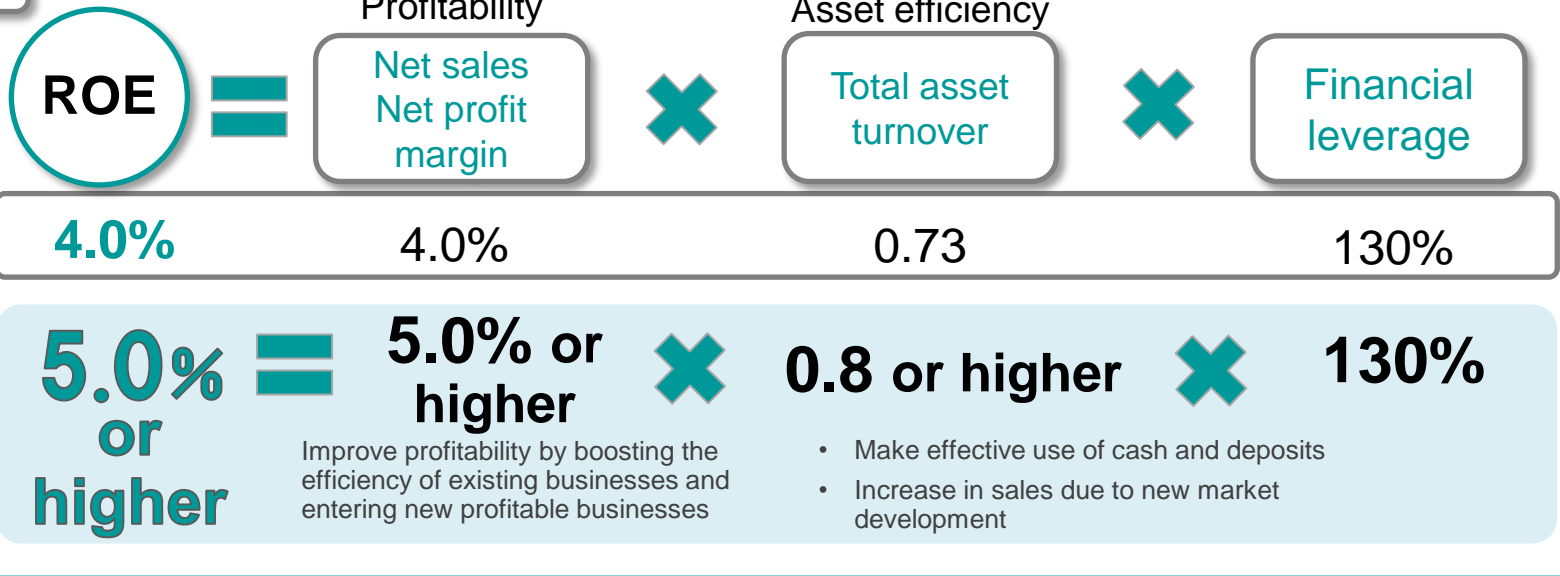 Profitability
Asset efficiency
ROE
Net sales
Net profit
margin
Total asset
turnover
Financial
leverage
4.0%
4.0%
0.73
130%
5.0%
or
higher
5.0% or
higher
0.8 or higher
130%
Improve profitability by boosting the
efficiency of existing businesses and
entering new profitable businesses
• Make effective use of cash and deposits
• Increase in sales due to new market
development